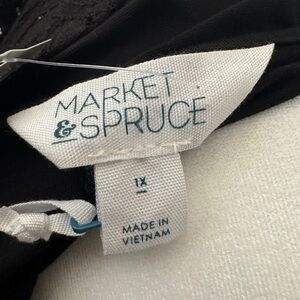 MARKET
& SPRUCE
1X
MADE IN
VIETNAM